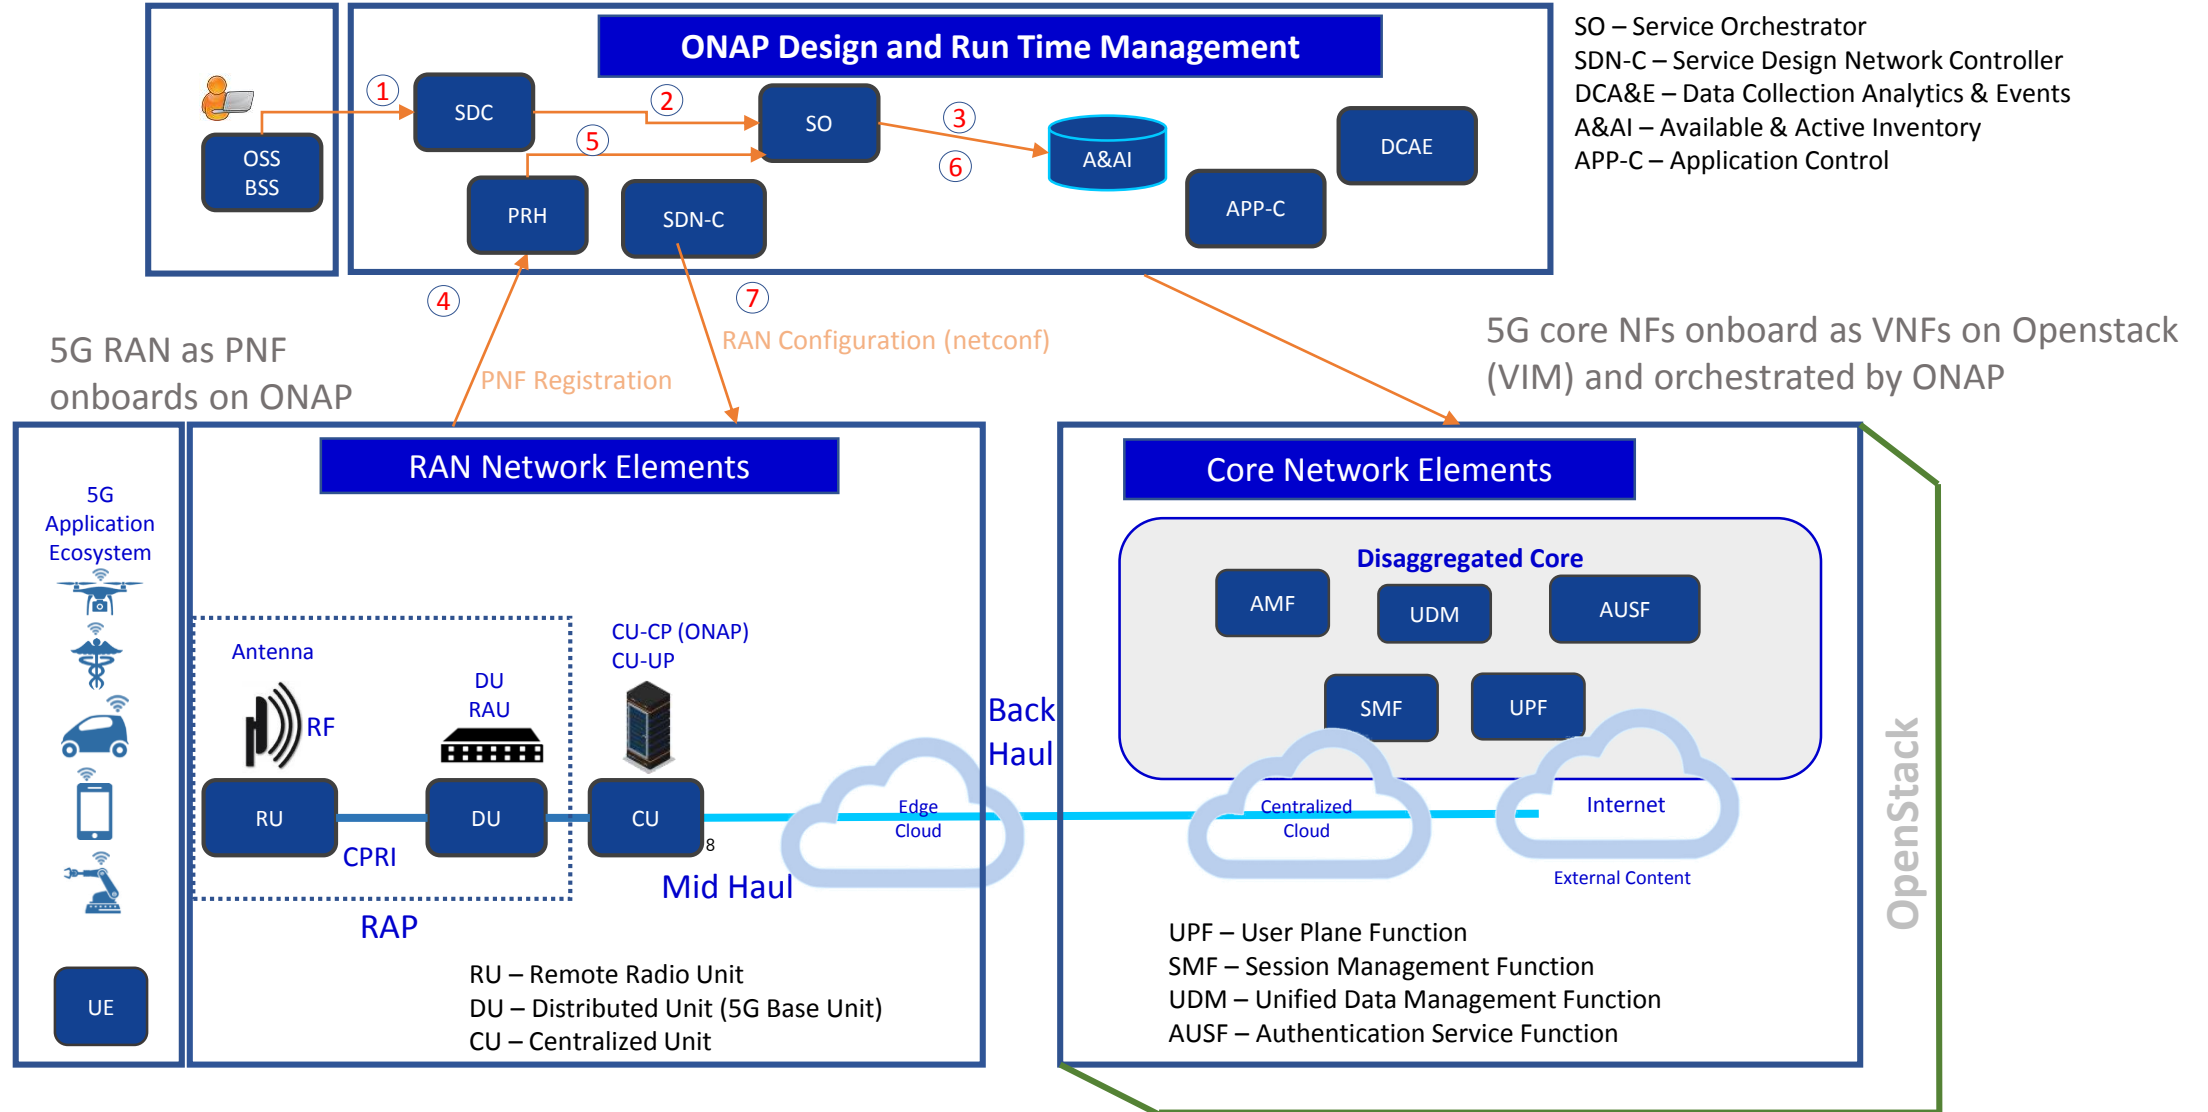 ONAP Design and Run Time Management
SO – Service Orchestrator
SDN-C – Service Design Network Controller
DCA&E – Data Collection Analytics & Events
A&AI – Available & Active Inventory
APP-C – Application Control
OSS
BSS
1
SDC
2
SO
3
5
6
A&AI
DCAE
PRH
SDN-C
APP-C
4
7
RAN Configuration (netconf)
PNF Registration
5G RAN as PNF
onboards on ONAP
5G core NFs onboard as VNFs on Openstack
(VIM) and orchestrated by ONAP
5G
Application
Ecosystem
UE
RAN Network Elements
Antenna
RF
DU
RAU
CU-CP (ONAP)
CU-UP
RU
DU
CU
8
CPRI
RAP
Mid Haul
Edge
Cloud
Back
Haul
RU – Remote Radio Unit
DU – Distributed Unit (5G Base Unit)
CU – Centralized Unit
Core Network Elements
Disaggregated Core
AMF
UDM
AUSF
SMF
UPF
Centralized
Cloud
Internet
External Content
UPF – User Plane Function
SMF – Session Management Function
UDM – Unified Data Management Function
AUSF – Authentication Service Function
OpenStack